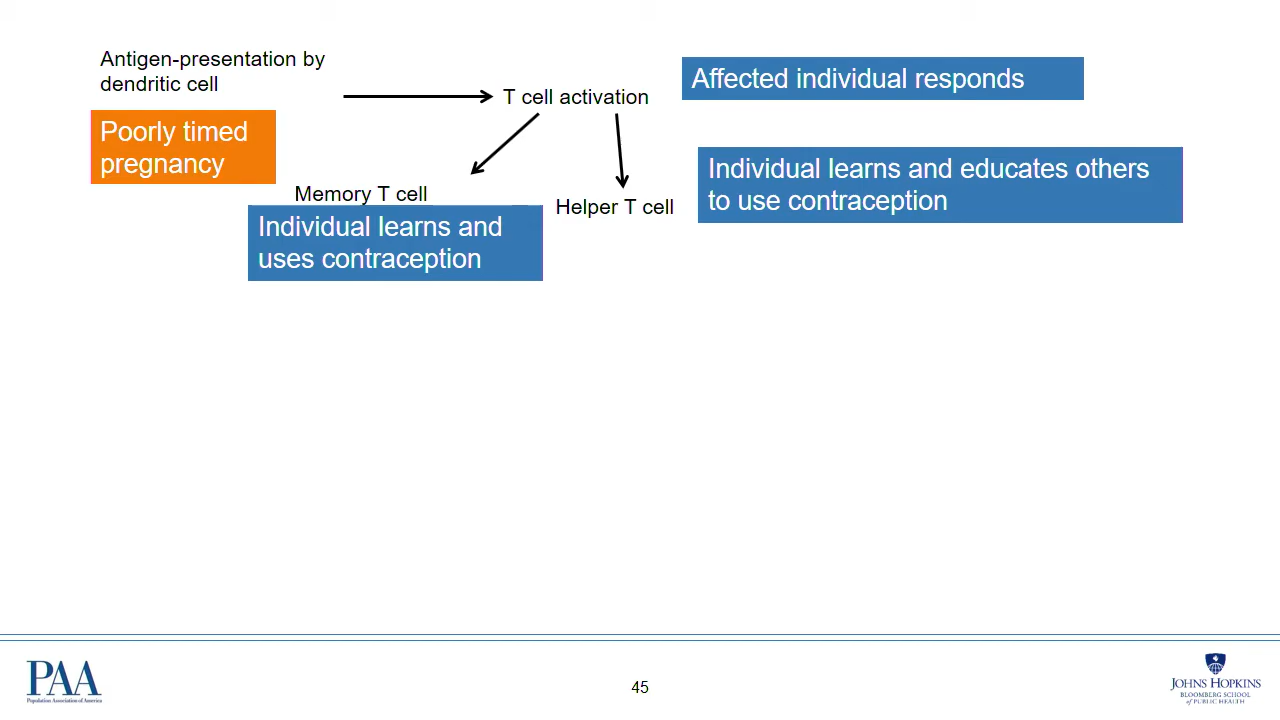 Antigen-presentation by
dendritic cell
T cell activation
Affected individual responds
Poorly timed
pregnancy
Memory T cell
Individual learns and
uses contraception
Helper T cell
Individual learns and educates others
to use contraception
PAA
Population Association of America
45
JOHNS HOPKINS
BLOOMBERG SCHOOL
of PUBLIC HEALTH